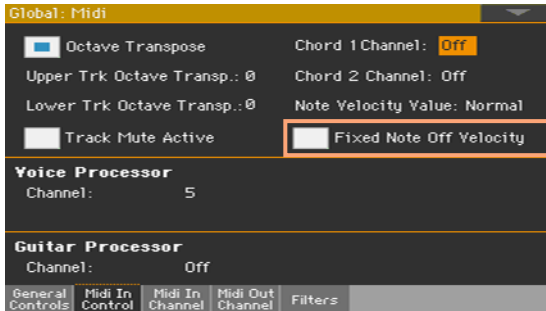 Global: Midi
Octave Transpose Chord 1 Channel: Off
Upper Trk Octave Transp.: 0 Chord 2 Channel: Off
Lower Trk Octave Transp.: 0 Note Velocity Value: Normal
Track Mute Active Fixed Note Off Velocity
Voice Processor
Channel: 5
Guitar Processor
Channel: Off
General Controls Midi In Control Midi In Channel Midi Out Channel Filters